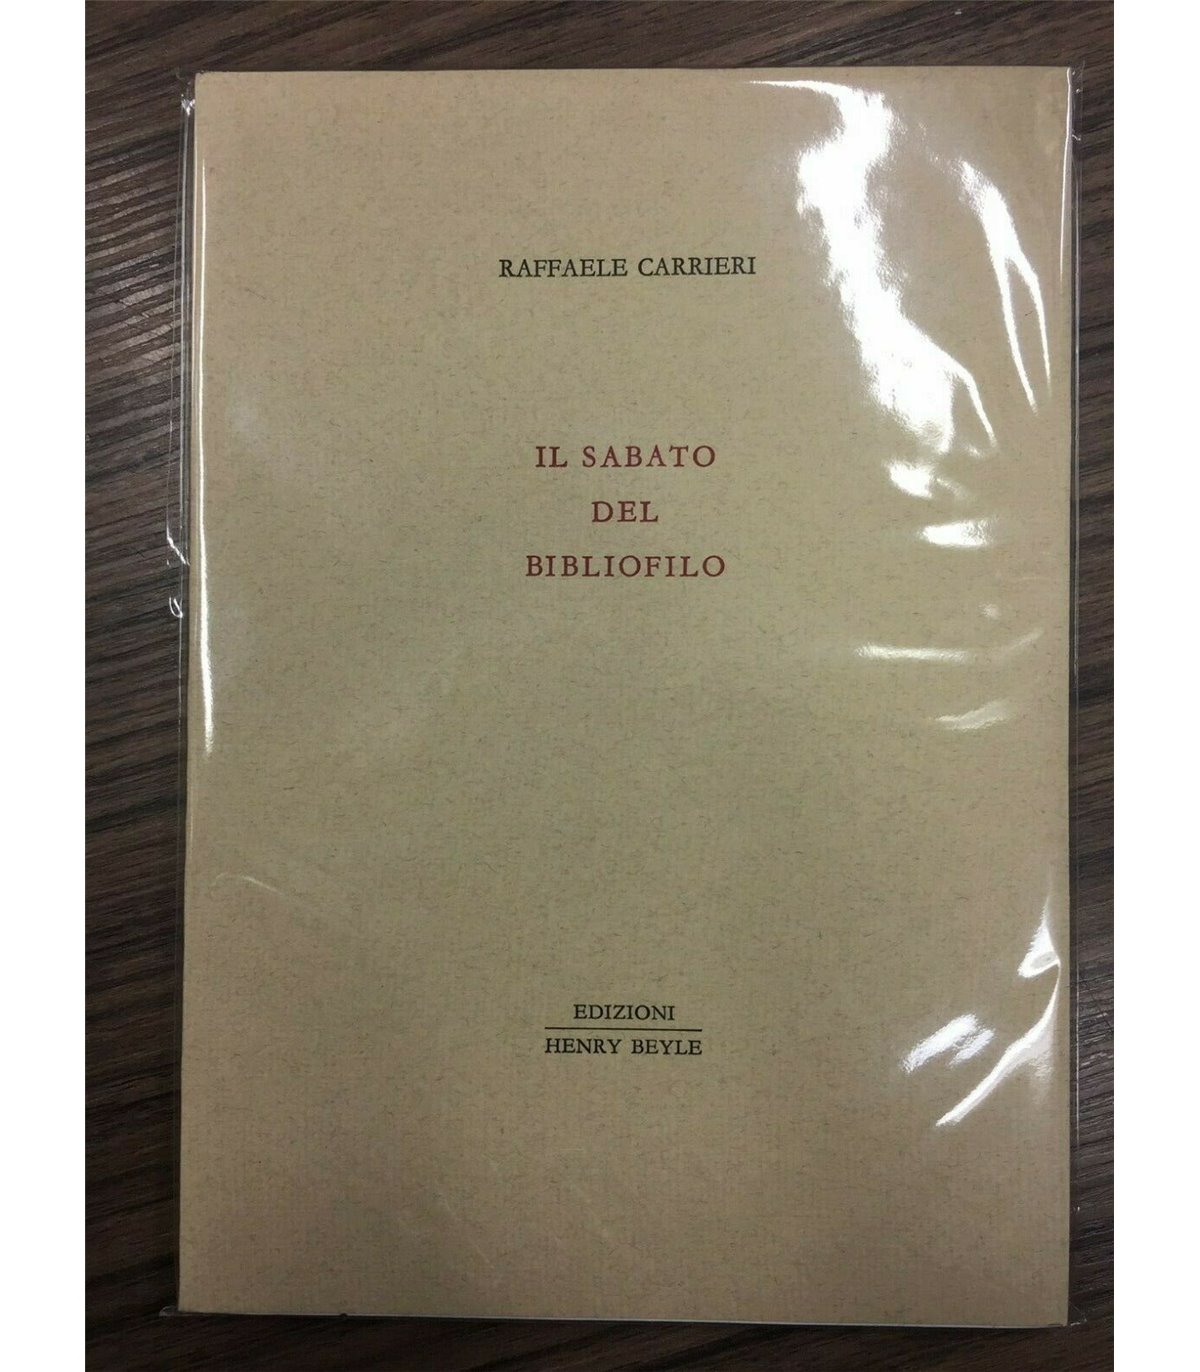 RAFFAELE CARRIERI
IL SABATO
DEL
BIBLIOFILO
EDIZIONI
HENRY BEYLE